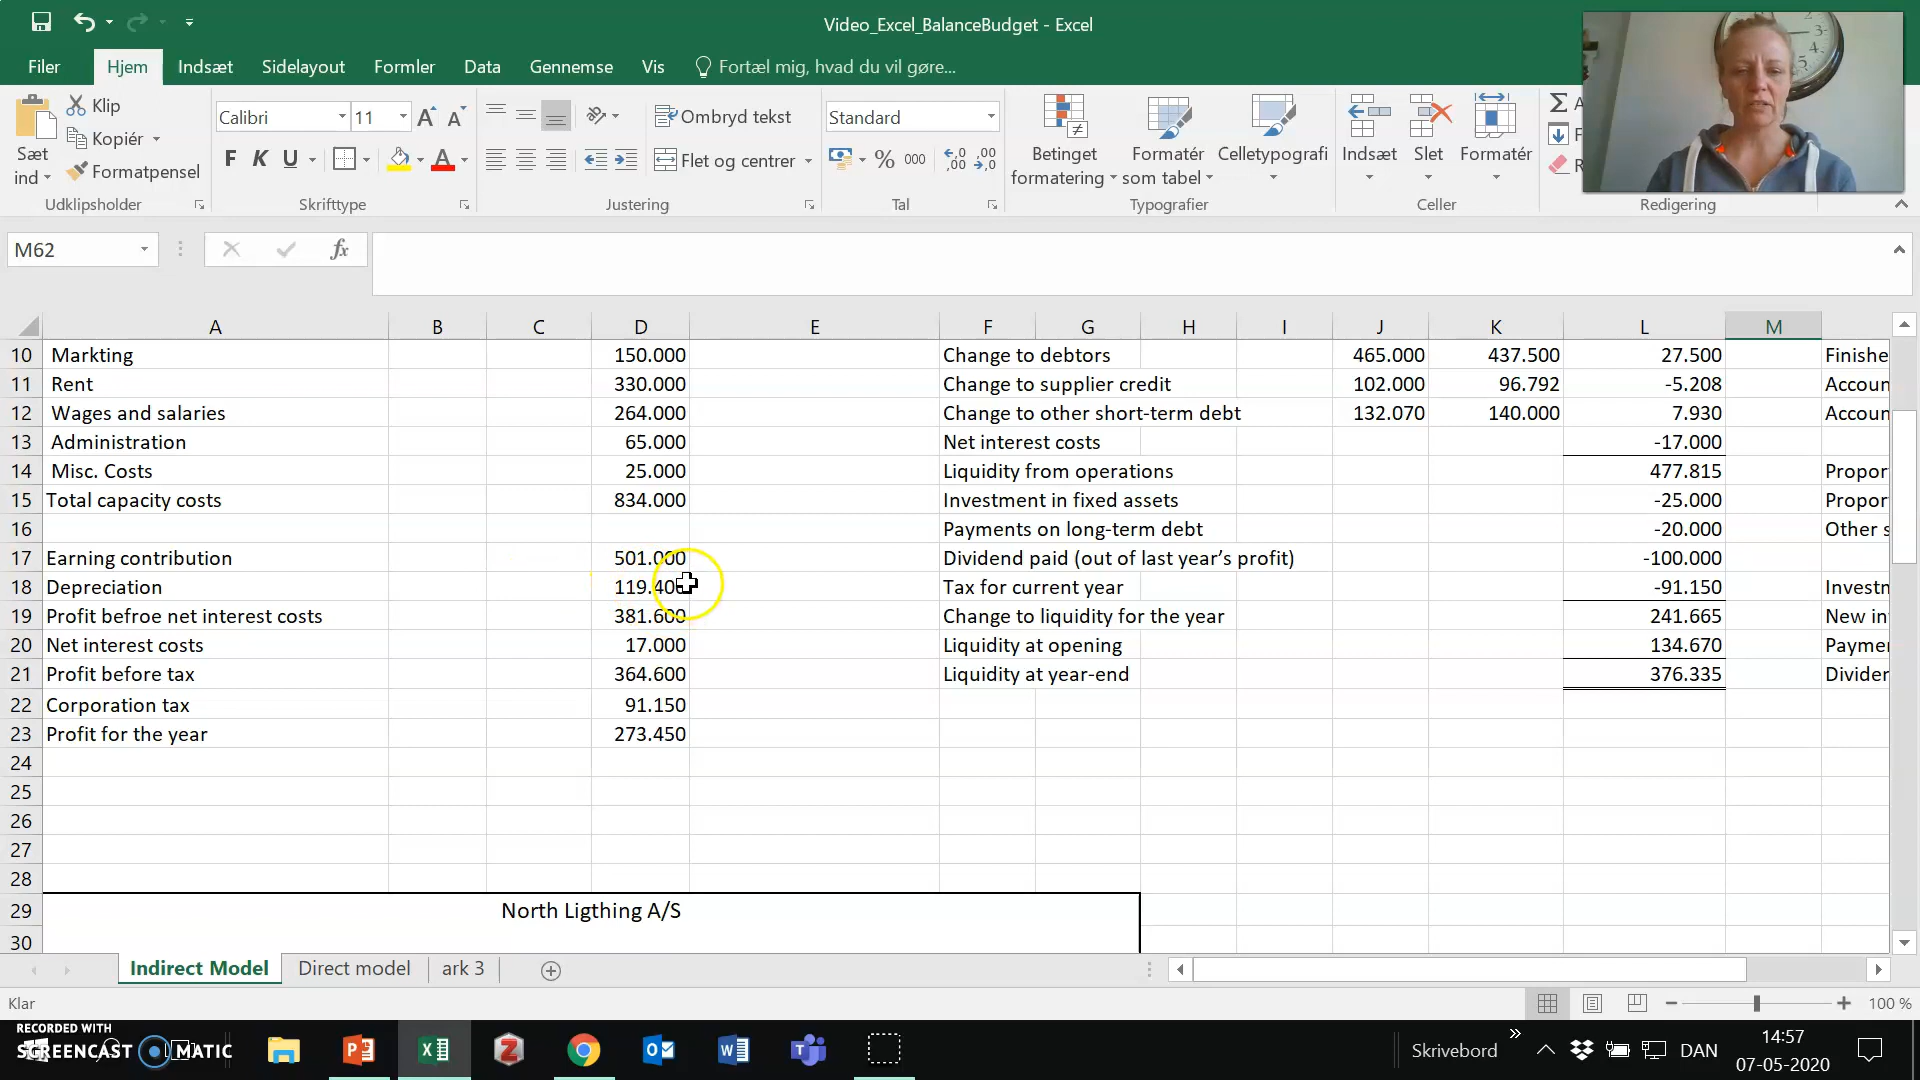 Video_Excel_BalanceBudget - Excel
Filer Hjem Indsæt Sidelayout Formler Data Gennemse Vis Fortæl mig, hvad du vil gøre...
Sæt ind
Klip
Kopiér
Formatpensel
Udklipsholder
Calibri 11
F K U
Skrifttype
Ombryd tekst
Flet og centrer
Justering
Standard
% 000
Tal
Betinget formatering
Formatér som tabel
Celletypografi
Typografier
Indsæt Slet Formatér
Celler
Redigering
M62
fx
A B C D E F G H I J K L M
10 Markting 150.000 Change to debtors 465.000 437.500 27.500
11 Rent 330.000 Change to supplier credit 102.000 96.792 -5.208
12 Wages and salaries 264.000 Change to other short-term debt 132.070 140.000 7.930
13 Administration 65.000 Net interest costs -17.000
14 Misc. Costs 25.000 Liquidity from operations 477.815
15 Total capacity costs 834.000 Investment in fixed assets -25.000
16 Payments on long-term debt -20.000 Other s
17 Earning contribution 501.000 Dividend paid (out of last year’s profit) -100.000
18 Depreciation 119.400 Tax for current year -91.150
19 Profit befroe net interest costs 381.600 Change to liquidity for the year 241.665 New in
20 Net interest costs 17.000 Liquidity at opening 134.670
21 Profit before tax 364.600 Liquidity at year-end 376.335
22 Corporation tax 91.150
23 Profit for the year 273.450
24
25
26
27
28
29 North Ligthing A/S
30
Indirect Model Direct model ark 3
Klar
100 %
RECORDED WITH
SCREENCAST MATIC
Skrivebord
DAN
14:57
07-05-2020